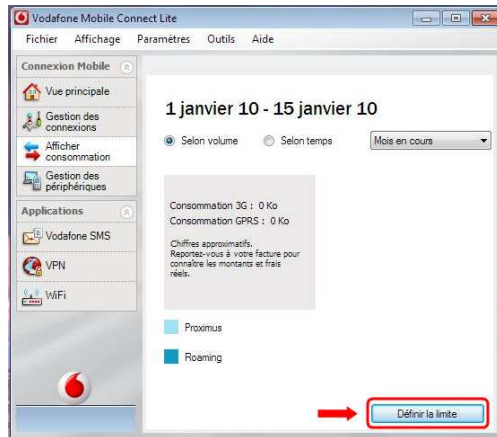 Vodafone Mobile Connect Lite
Fichier Affichage Paramètres Outils Aide
Connexion Mobile
Vue principale
Gestion des
connexions
Afficher
consommation
Gestion des
périphériques
Applications
Vodafone SMS
VPN
WiFi
1 janvier 10 - 15 janvier 10
Selon volume Selon temps Mois en cours
Consommation 3G : 0 Ko
Consommation GPRS : 0 Ko
Chiffres approximatifs.
Reportez-vous à votre facture pour
connaître les montants et frais
réels.
Proximus
Roaming
Définir la limite